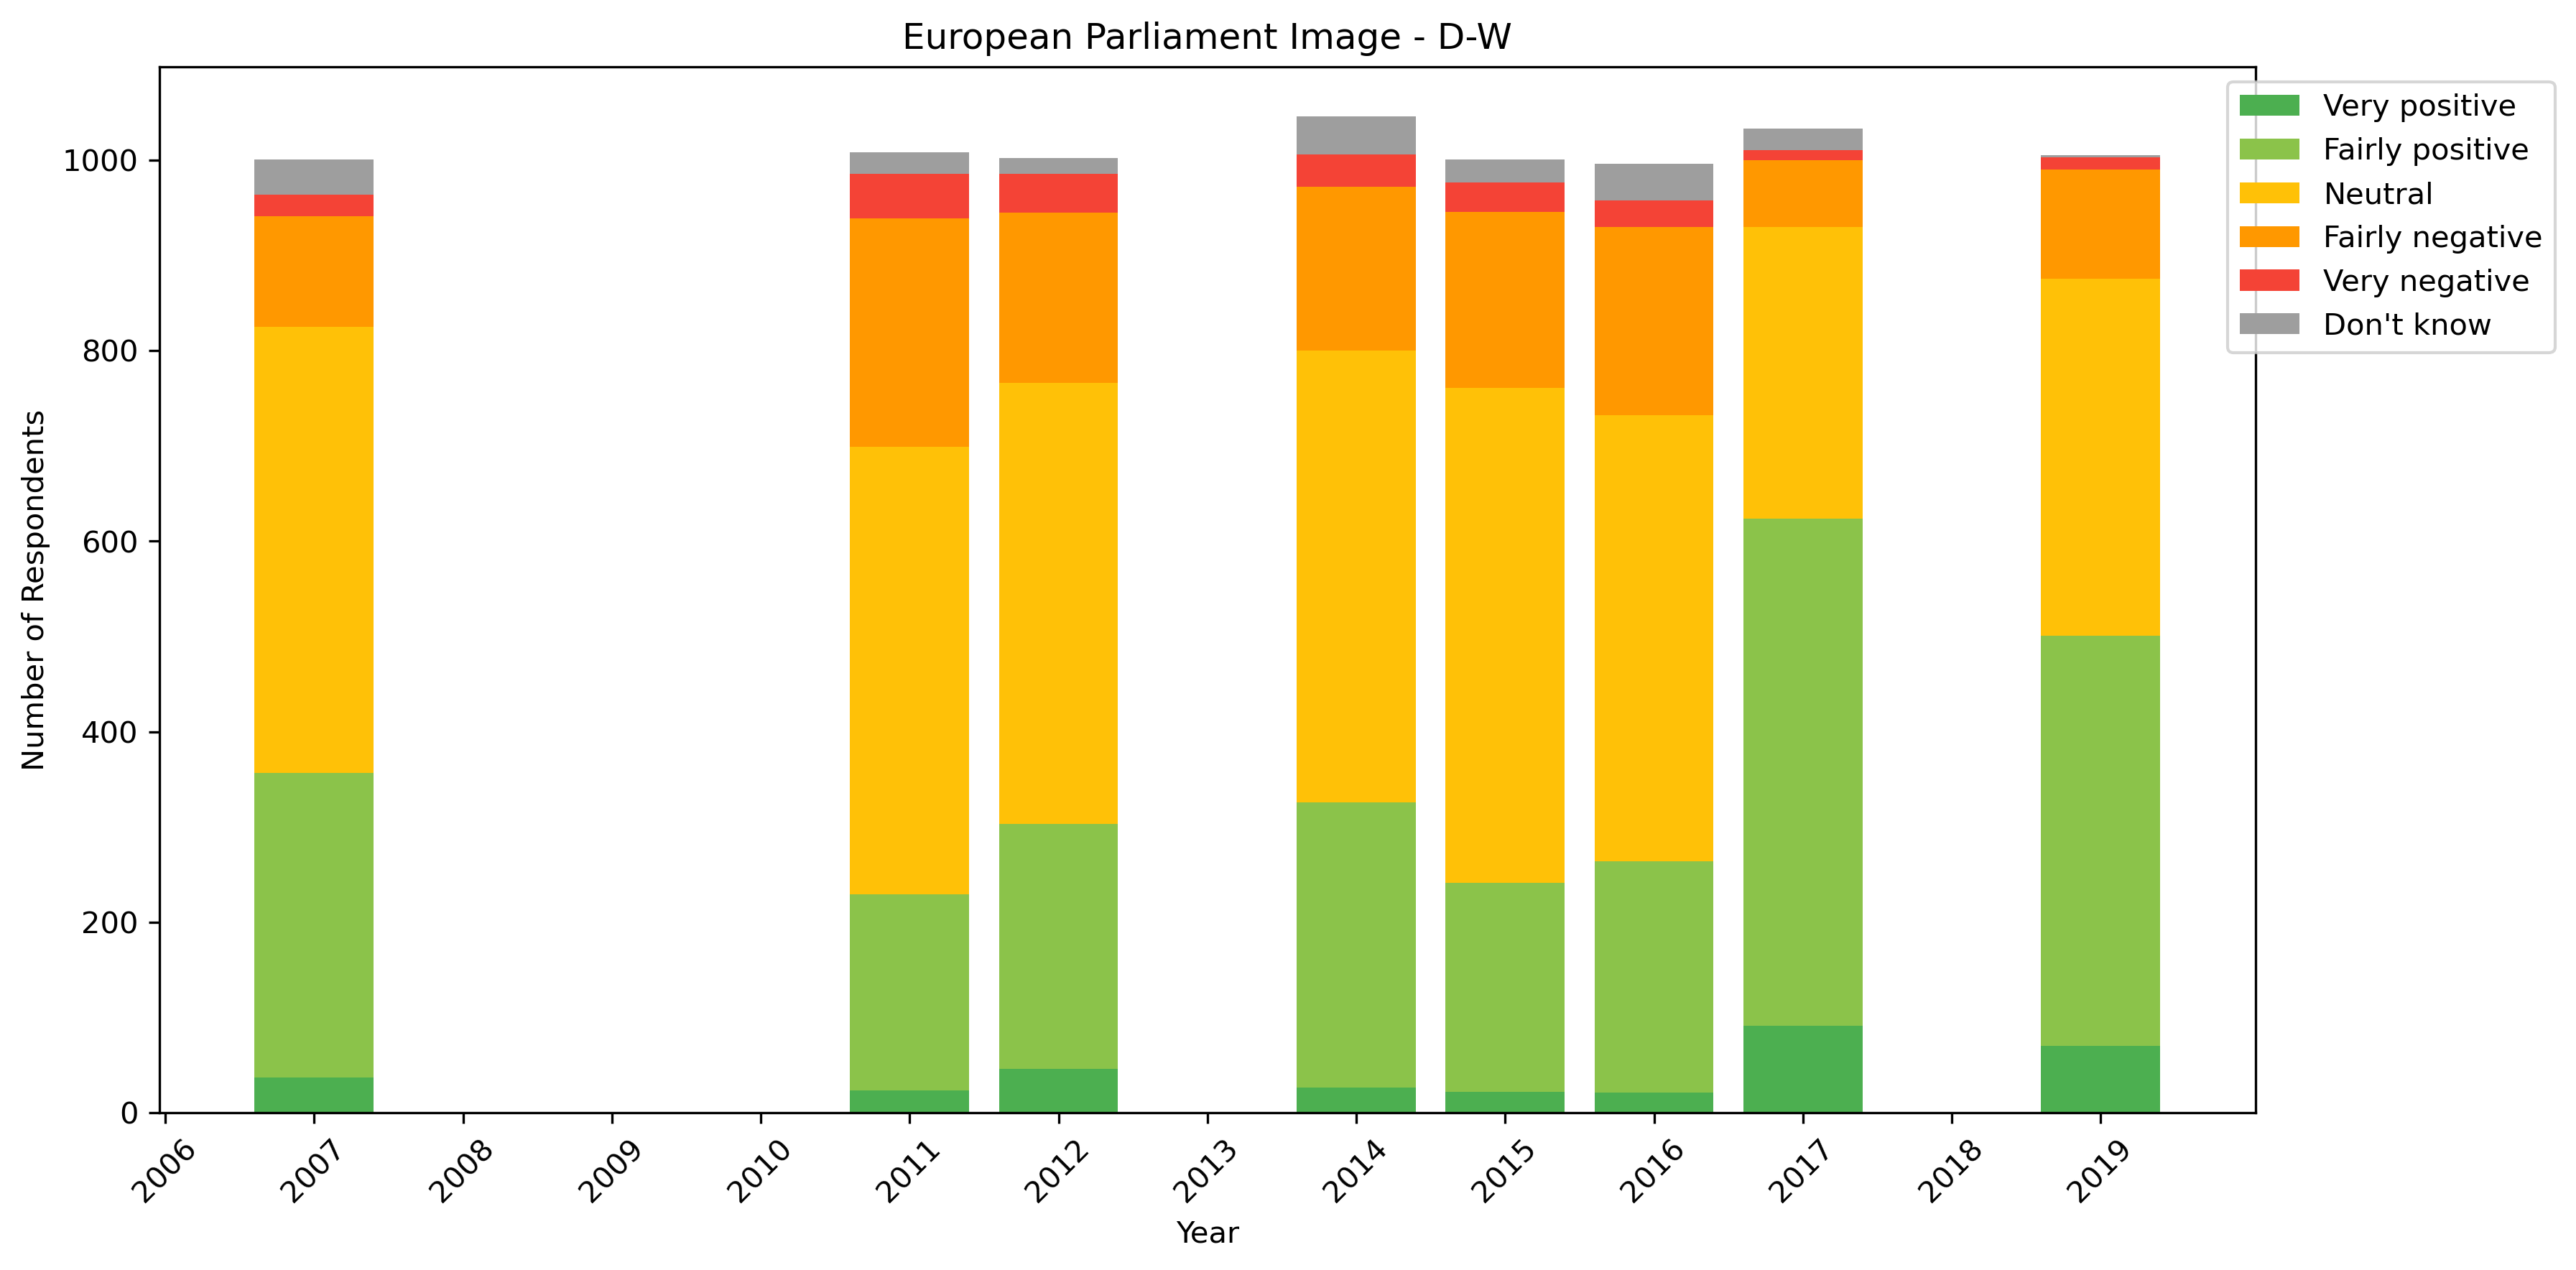 European Parliament Image - D-W
Number of Respondents
1000
800
600
400
200
0
Very positive
Fairly positive
Neutral
Fairly negative
Very negative
Don't know
2006
2007
2008
2009
2010
2011
2012
2013
2014
2015
2016
2017
2018
2019
Year